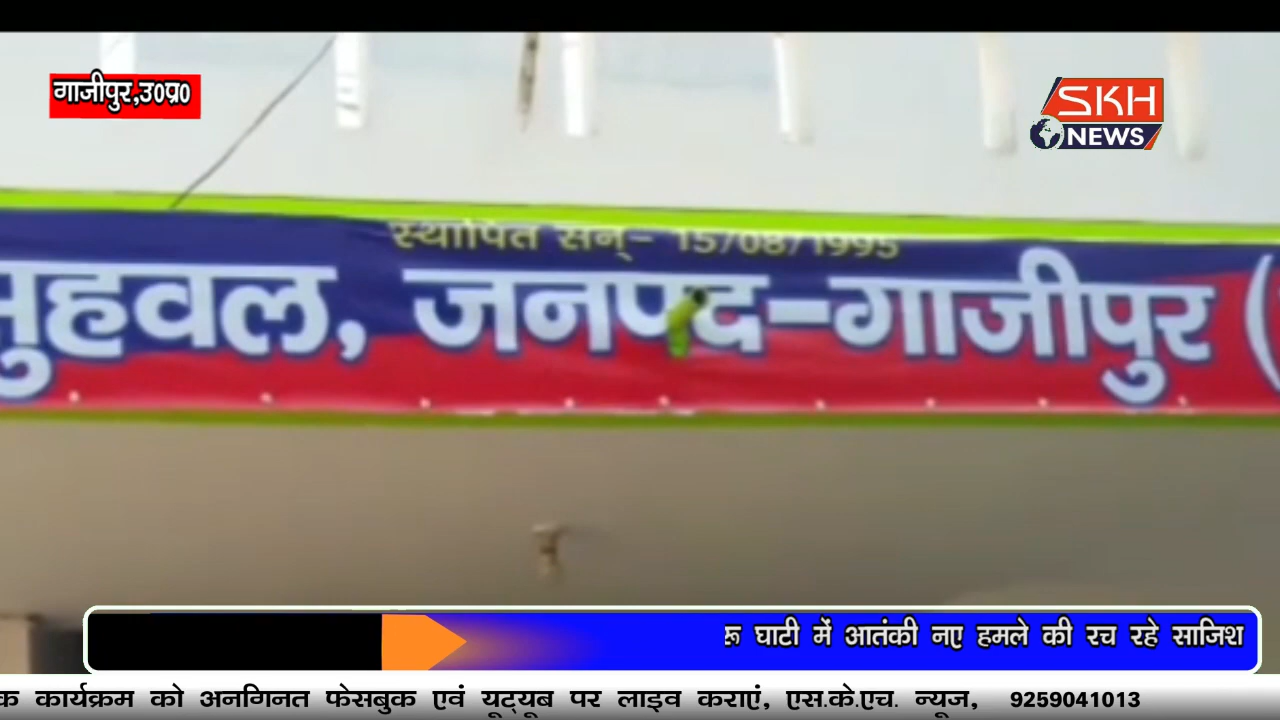 गाजीपुर,उ0प्र0
SKH
NEWS
स्थापित सन्- 15/08/1995
सुहवल, जनपद-गाजीपुर (
घाटी में आतंकी नए हमले की रच रहे साजिश
क कार्यक्रम को अनगिनत फेसबुक एवं यूट्यूब पर लाइव कराएं, एस.के.एच. न्यूज, 9259041013